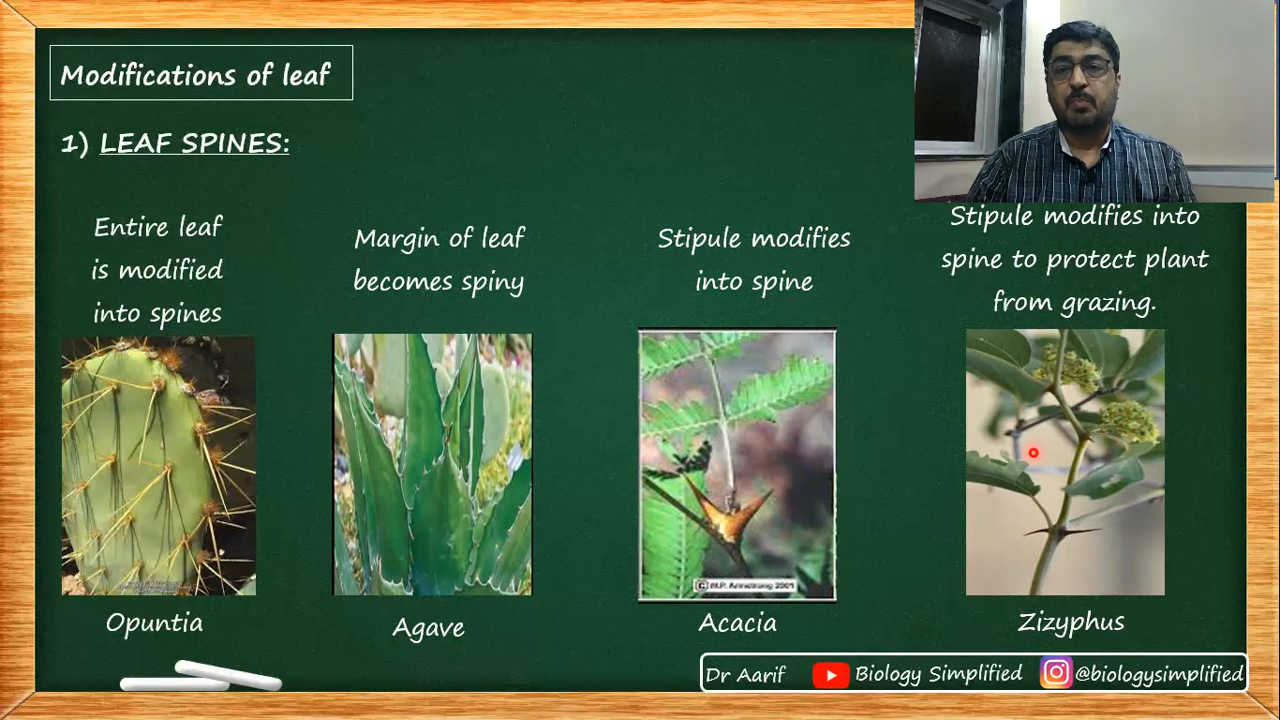 Modifications of leaf
1) LEAF SPINES:
Entire leaf
is modified
into spines
Margin of leaf
becomes spiny
Stipule modifies
into spine
Stipule modifies into
spine to protect plant
from grazing.
© W.P. Armstrong 2001
Opuntia
Agave
Acacia
Zizyphus
Dr Aarif
Biology Simplified
@biologysimplified